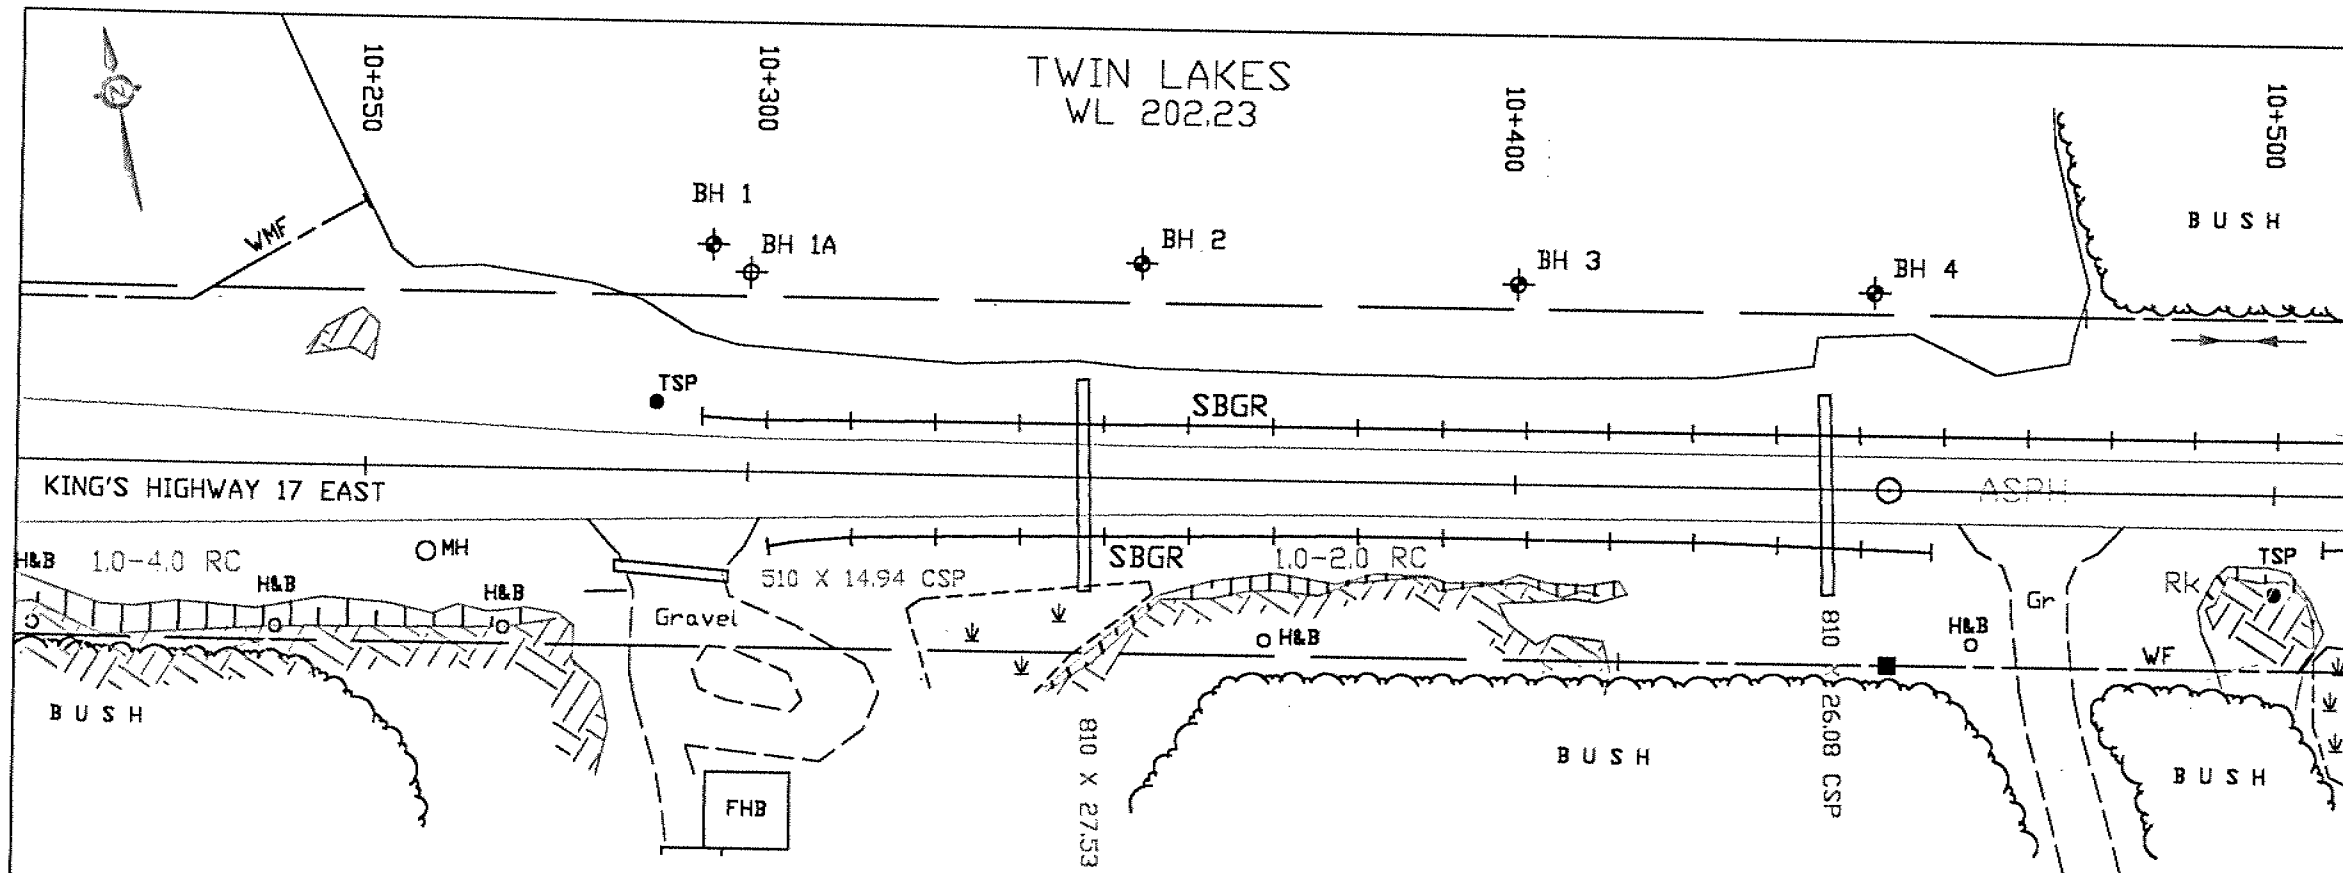 TWIN LAKES
WL 202.23
10+250
10+300
10+400
10+500
BH 1
BH 1A
BH 2
BH 3
BH 4
WMF
BUSH
TSP
SBGR
KING'S HIGHWAY 17 EAST
ASPH
H&B
1.0-4.0 RC
MH
H&B
H&B
510 X 14.94 CSP
Gravel
SBGR
1.0-2.0 RC
H&B
810 X 26.08 CSP
Gr
H&B
WF
Rk
TSP
BUSH
FHB
810 X 27.53
BUSH
BUSH